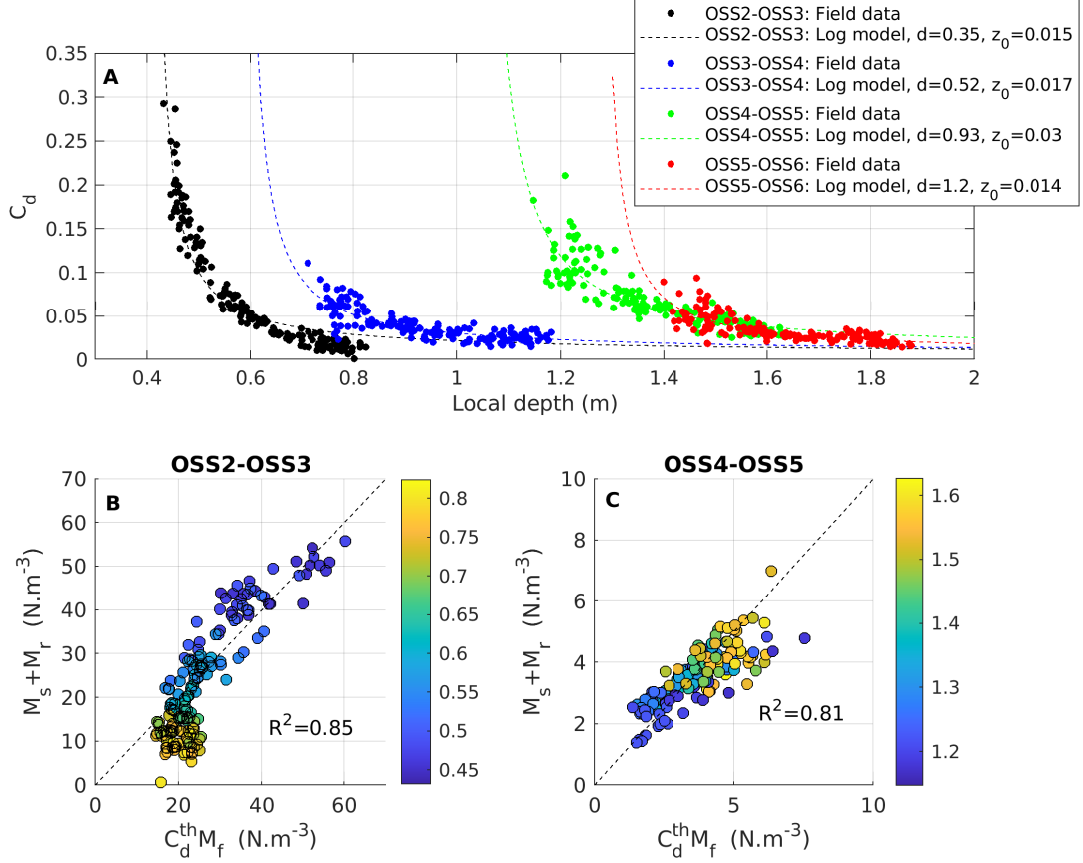 OSS2-OSS3: Field data
OSS2-OSS3: Log model, d=0.35, z0=0.015
OSS3-OSS4: Field data
OSS3-OSS4: Log model, d=0.52, z0=0.017
OSS4-OSS5: Field data
OSS4-OSS5: Log model, d=0.93, z0=0.03
OSS5-OSS6: Field data
OSS5-OSS6: Log model, d=1.2, z0=0.014
A
0.35
0.3
0.25
0.2
0.15
0.1
0.05
0
Cd
0.4 0.6 0.8 1 1.2 1.4 1.6 1.8 2
Local depth (m)
OSS2-OSS3
B
70
60
50
40
30
20
10
0
Ms+Mr (N.m-3)
R2=0.85
0 20 40 60
CdthMf (N.m-3)
0.8
0.75
0.7
0.65
0.6
0.55
0.5
0.45
OSS4-OSS5
C
10
8
6
4
2
0
Ms+Mr (N.m-3)
R2=0.81
0 5 10
CdthMf (N.m-3)
1.6
1.5
1.4
1.3
1.2